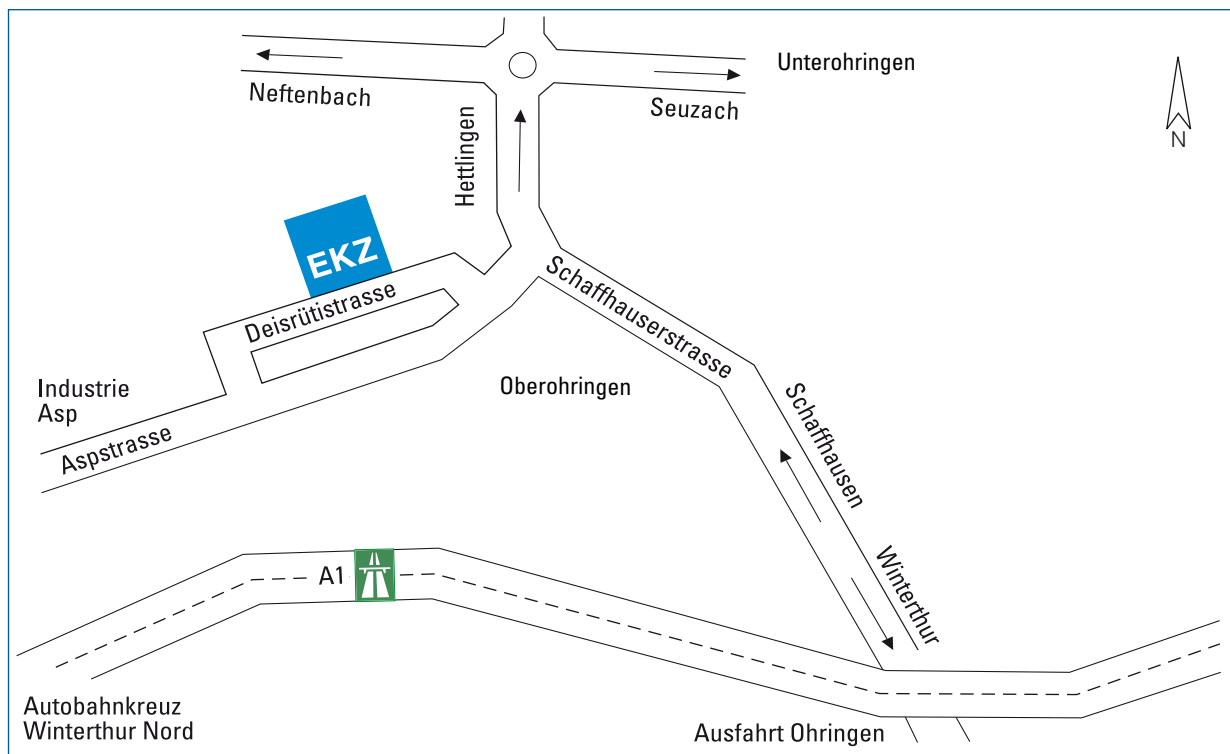 Unterohringen
Neftenbach
Seuzach
N
Hettlingen
EKZ
Deisrütistrasse
Schaffhauserstrasse
Industrie
Asp
Oberohringen
Schaffhausen
Aspstrasse
A1
Winterthur
Autobahnkreuz
Winterthur Nord
Ausfahrt Ohringen